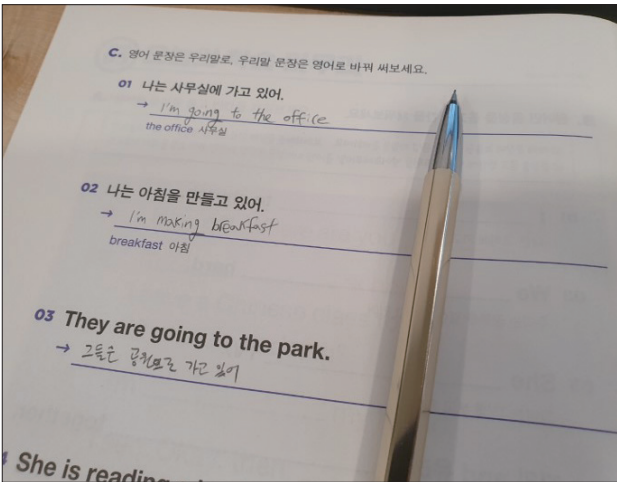 C. 영어 문장은 우리말로, 우리말 문장은 영어로 바꿔 써보세요.
01 나는 사무실에 가고 있어.
→ I'm going to the office
the office 사무실
02 나는 아침을 만들고 있어.
→ I'm making breakfast
breakfast 아침
03 They are going to the park.
→ 그들은 공원으로 가고 있어
4 She is reading